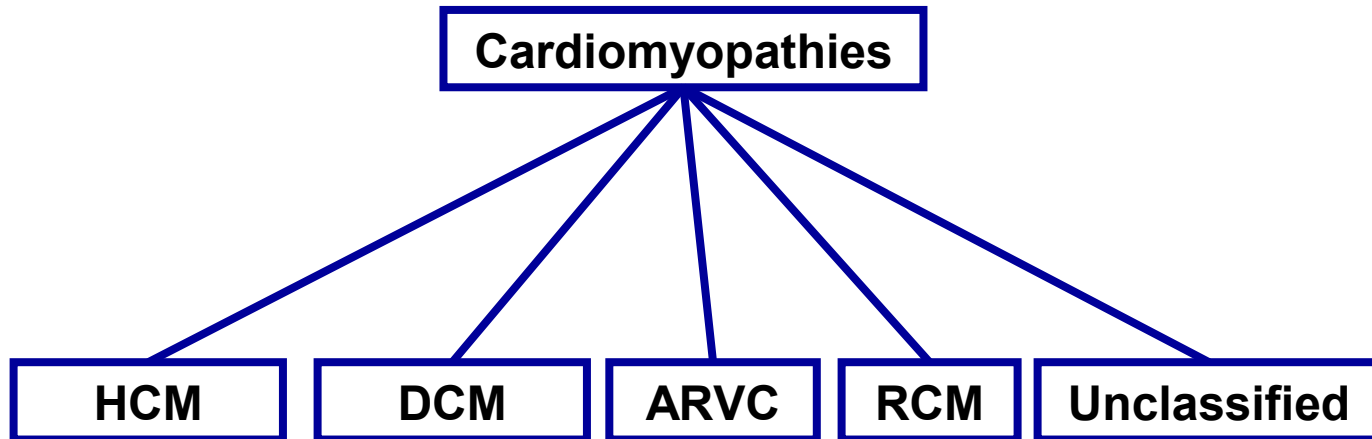 Cardiomyopathies
HCM
DCM
ARVC
RCM
Unclassified